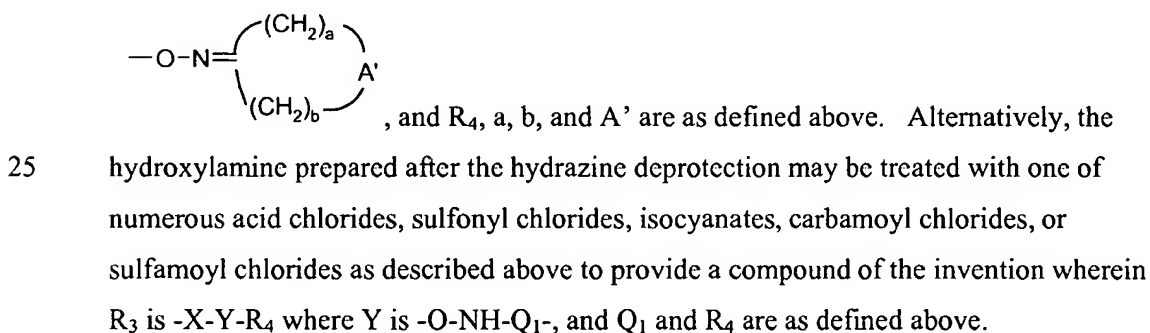 (CH2)a
—O-N=
A'
(CH2)b
, and R4, a, b, and A’ are as defined above. Alternatively, the
25 hydroxylamine prepared after the hydrazine deprotection may be treated with one of
numerous acid chlorides, sulfonyl chlorides, isocyanates, carbamoyl chlorides, or
sulfamoyl chlorides as described above to provide a compound of the invention wherein
R3 is -X-Y-R4 where Y is -O-NH-Q1-, and Q1 and R4 are as defined above.